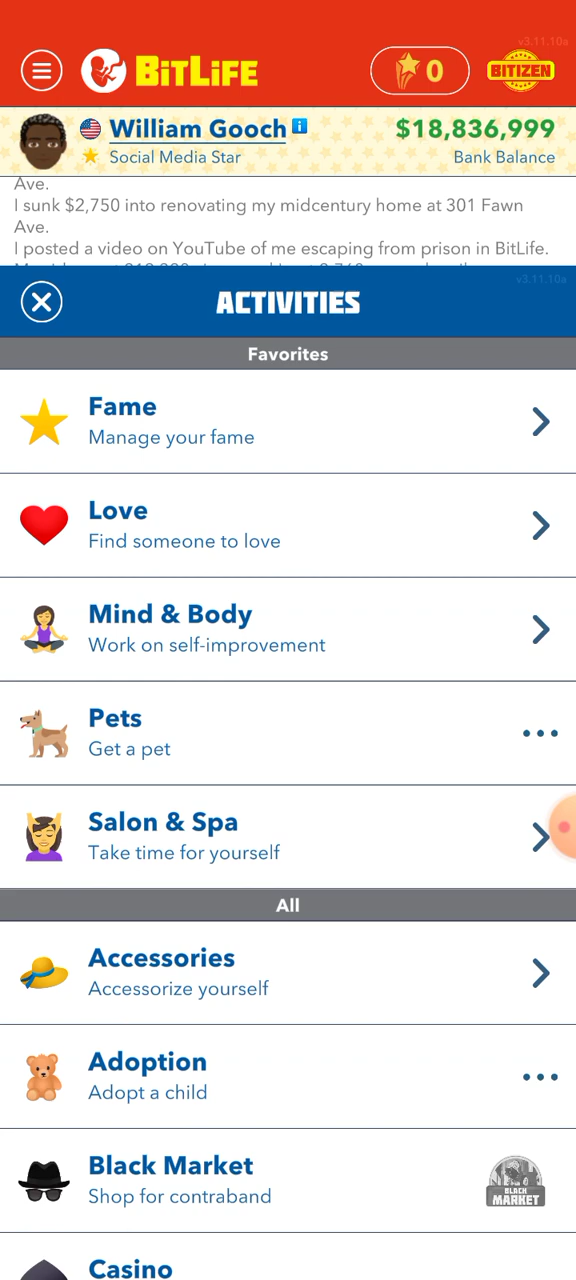 v3.11.10a
BITLIFE
0
BITIZEN
William Gooch
$18,836,999
Social Media Star
Bank Balance
Ave.
I sunk $2,750 into renovating my midcentury home at 301 Fawn
Ave.
I posted a video on YouTube of me escaping from prison in BitLife.
v3.11.10a
ACTIVITIES
Favorites
Fame
Manage your fame
Love
Find someone to love
Mind & Body
Work on self-improvement
Pets
Get a pet
Salon & Spa
Take time for yourself
All
Accessories
Accessorize yourself
Adoption
Adopt a child
Black Market
Shop for contraband
BLACK
MARKET
Casino